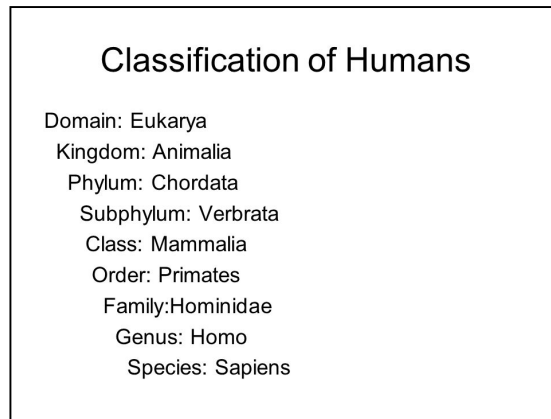 Classification of Humans
Domain: Eukarya
Kingdom: Animalia
Phylum: Chordata
Subphylum: Verbrata
Class: Mammalia
Order: Primates
Family:Hominidae
Genus: Homo
Species: Sapiens